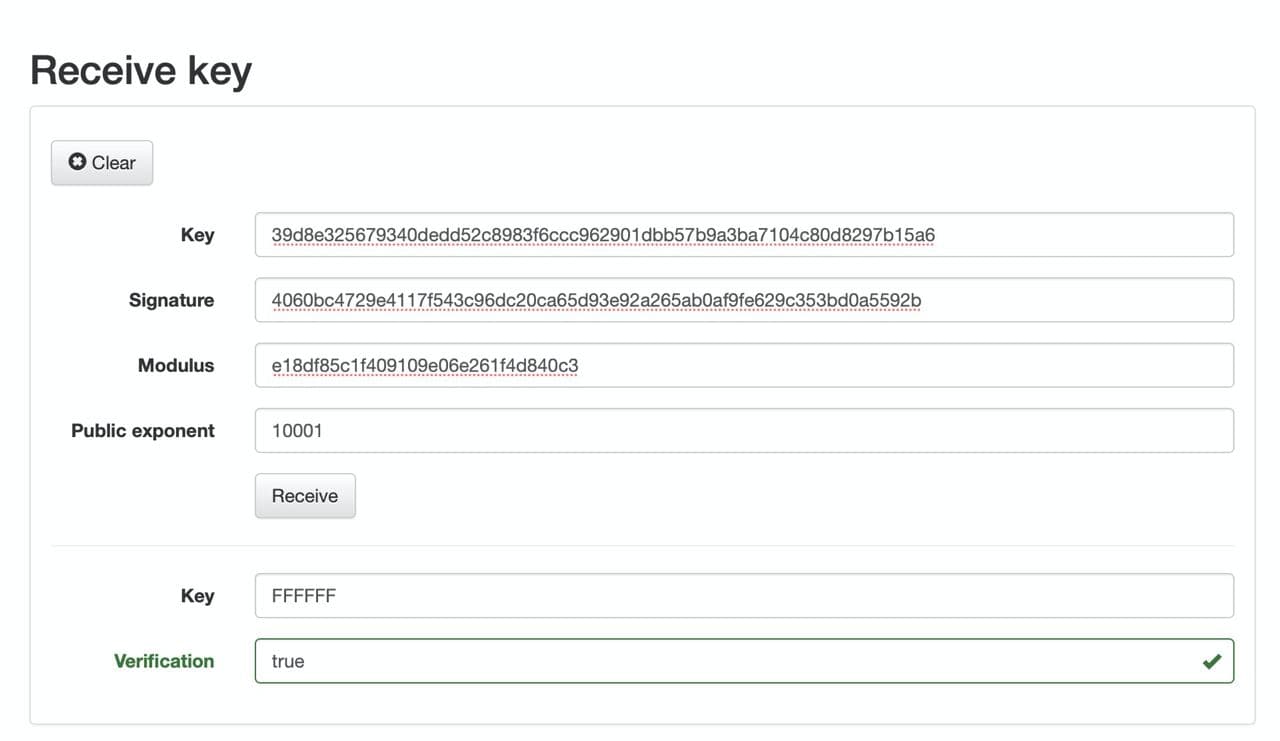 Receive key
Clear
Key 39d8e325679340dedd52c8983f6ccc962901dbb57b9a3ba7104c80d8297b15a6
Signature 4060bc4729e4117f543c96dc20ca65d93e92a265ab0af9fe629c353bd0a5592b
Modulus e18df85c1f409109e06e261f4d840c3
Public exponent 10001
Receive
Key FFFFFF
Verification true